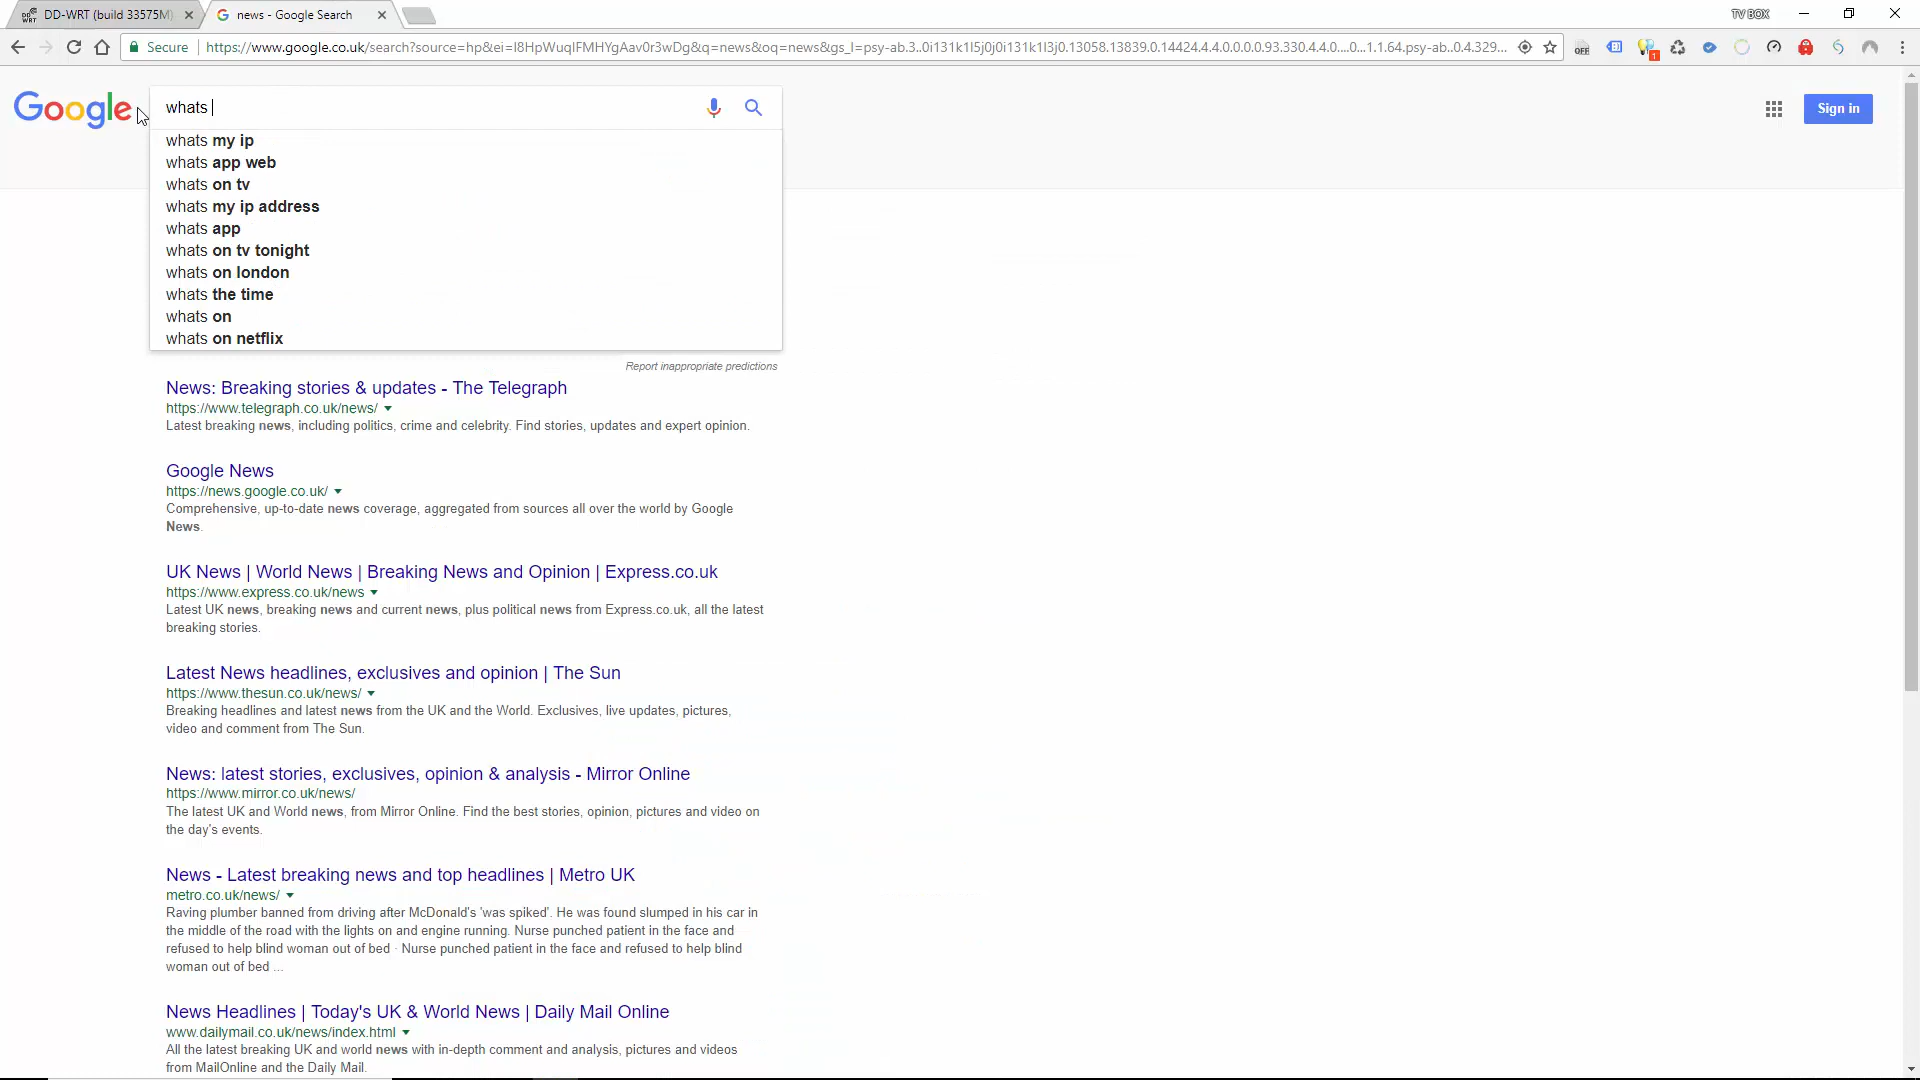 DD-WRT (build 33575M)
news - Google Search
TV BOX
Secure
https://www.google.co.uk/search?source=hp&ei=I8HpWuqIFMHYgAav0r3wDg&q=news&oq=news&gs_l=psy-ab.3..0i131k1l5j0j0i131k1l3j0.13058.13839.0.14424.4.4.0.0.0.0.93.330.4.4.0....0...1.1.64.psy-ab..0.4.329...
OFF
1
Google
whats
Sign in
whats my ip
whats app web
whats on tv
whats my ip address
whats app
whats on tv tonight
whats on london
whats the time
whats on
whats on netflix
Report inappropriate predictions
News: Breaking stories & updates - The Telegraph
https://www.telegraph.co.uk/news/
Latest breaking news, including politics, crime and celebrity. Find stories, updates and expert opinion.
Google News
https://news.google.co.uk/
Comprehensive, up-to-date news coverage, aggregated from sources all over the world by Google
News.
UK News | World News | Breaking News and Opinion | Express.co.uk
https://www.express.co.uk/news
Latest UK news, breaking news and current news, plus political news from Express.co.uk, all the latest
breaking stories.
Latest News headlines, exclusives and opinion | The Sun
https://www.thesun.co.uk/news/
Breaking headlines and latest news from the UK and the World. Exclusives, live updates, pictures,
video and comment from The Sun.
News: latest stories, exclusives, opinion & analysis - Mirror Online
https://www.mirror.co.uk/news/
The latest UK and World news, from Mirror Online. Find the best stories, opinion, pictures and video on
the day's events.
News - Latest breaking news and top headlines | Metro UK
metro.co.uk/news/
Raving plumber banned from driving after McDonald's 'was spiked'. He was found slumped in his car in
the middle of the road with the lights on and engine running. Nurse punched patient in the face and
refused to help blind woman out of bed · Nurse punched patient in the face and refused to help blind
woman out of bed ...
News Headlines | Today's UK & World News | Daily Mail Online
www.dailymail.co.uk/news/index.html
All the latest breaking UK and world news with in-depth comment and analysis, pictures and videos
from MailOnline and the Daily Mail.